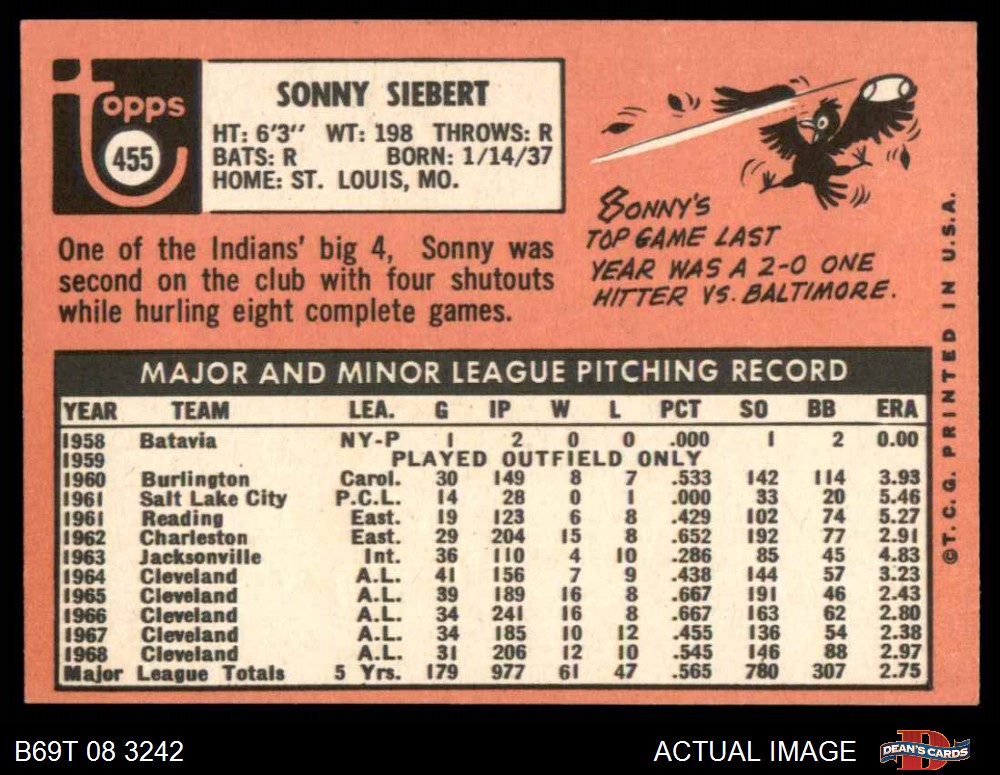 Topps
455
SONNY SIEBERT
HT: 6'3" WT: 198 THROWS: R
BATS: R BORN: 1/14/37
HOME: ST. LOUIS, MO.
One of the Indians' big 4, Sonny was
second on the club with four shutouts
while hurling eight complete games.
SONNY'S
TOP GAME LAST
YEAR WAS A 2-0 ONE
HITTER VS. BALTIMORE.
MAJOR AND MINOR LEAGUE PITCHING RECORD
YEAR TEAM LEA. G IP W L PCT SO BB ERA
1958 Batavia NY-P 1 2 0 0 .000 1 2 0.00
1959 PLAYED OUTFIELD ONLY
1960 Burlington Carol. 30 149 8 7 .533 142 114 3.93
1961 Salt Lake City P.C.L. 14 28 0 1 .000 33 20 5.46
1961 Reading East. 19 123 6 8 .429 102 74 5.27
1962 Charleston East. 29 204 15 8 .652 192 77 2.91
1963 Jacksonville Int. 36 110 4 10 .286 85 45 4.83
1964 Cleveland A.L. 41 156 7 9 .438 144 57 3.23
1965 Cleveland A.L. 39 189 16 8 .667 191 46 2.43
1966 Cleveland A.L. 34 241 16 8 .667 163 62 2.80
1967 Cleveland A.L. 34 185 10 12 .455 136 54 2.38
1968 Cleveland A.L. 31 206 12 10 .545 146 88 2.97
Major League Totals 5 Yrs. 179 977 61 47 .565 780 307 2.75
©T.C.G. PRINTED IN U.S.A.
B69T 08 3242
ACTUAL IMAGE
D
DEAN'S CARDS